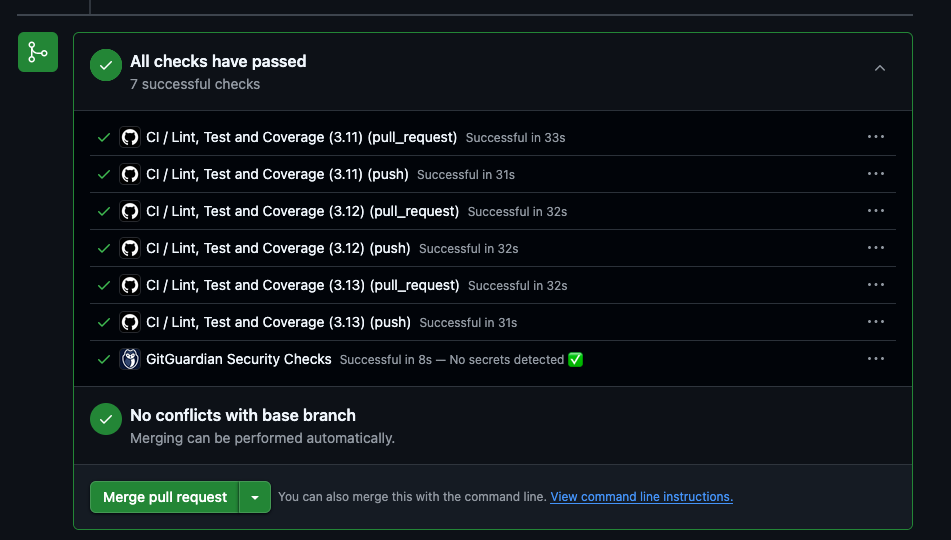 All checks have passed
7 successful checks
CI / Lint, Test and Coverage (3.11) (pull_request) Successful in 33s
CI / Lint, Test and Coverage (3.11) (push) Successful in 31s
CI / Lint, Test and Coverage (3.12) (pull_request) Successful in 32s
CI / Lint, Test and Coverage (3.12) (push) Successful in 32s
CI / Lint, Test and Coverage (3.13) (pull_request) Successful in 32s
CI / Lint, Test and Coverage (3.13) (push) Successful in 31s
GitGuardian Security Checks Successful in 8s — No secrets detected ✅
No conflicts with base branch
Merging can be performed automatically.
Merge pull request You can also merge this with the command line. View command line instructions.